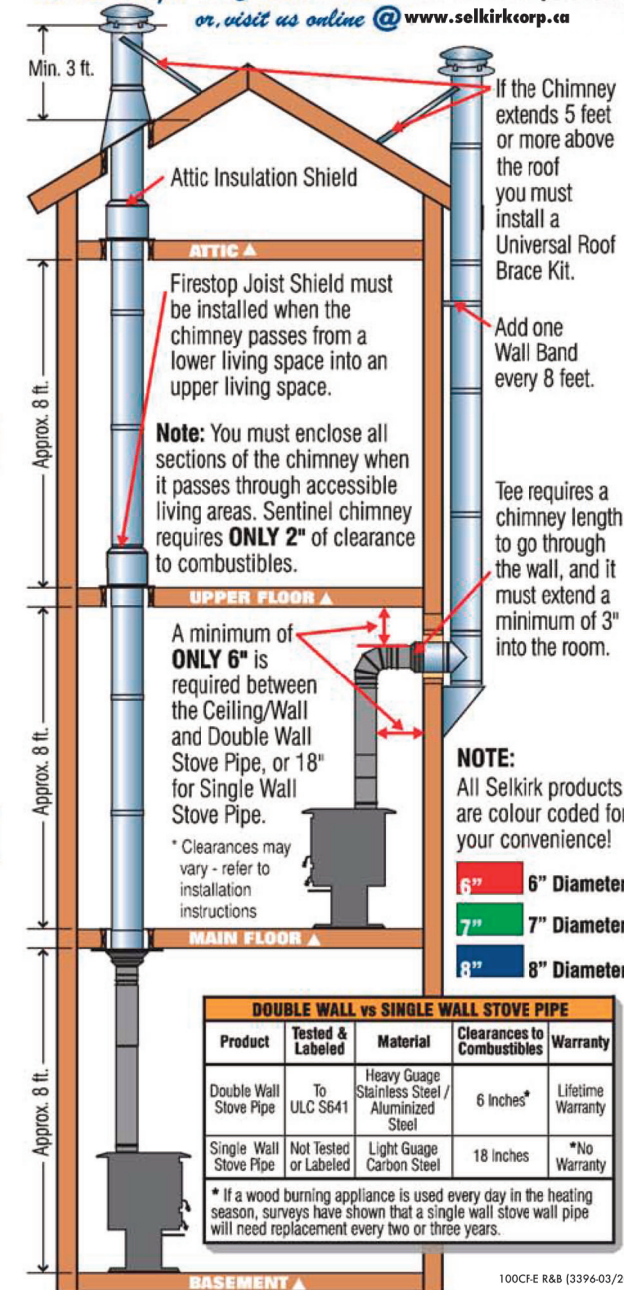 or, visit us online @ www.selkirkcorp.ca
Min. 3 ft.
If the Chimney
extends 5 feet
or more above
the roof
you must
install a
Universal Roof
Brace Kit.
Attic Insulation Shield
ATTIC ▲
Firestop Joist Shield must
be installed when the
chimney passes from a
lower living space into an
upper living space.
Add one
Wall Band
every 8 feet.
Approx. 8 ft.
Note: You must enclose all
sections of the chimney when
it passes through accessible
living areas. Sentinel chimney
requires ONLY 2" of clearance
to combustibles.
Tee requires a
chimney length
to go through
the wall, and it
must extend a
minimum of 3"
into the room.
UPPER FLOOR ▲
A minimum of
ONLY 6" is
required between
the Ceiling/Wall
and Double Wall
Stove Pipe, or 18"
for Single Wall
Stove Pipe.
* Clearances may
vary - refer to
installation
instructions
Approx. 8 ft.
NOTE:
All Selkirk products
are colour coded for
your convenience!
6" 6" Diameter
7" 7" Diameter
8" 8" Diameter
MAIN FLOOR ▲
Approx. 8 ft.
DOUBLE WALL vs SINGLE WALL STOVE PIPE
Product Tested & Labeled Material Clearances to Combustibles Warranty
Double Wall Stove Pipe To ULC S641 Heavy Guage Stainless Steel / Aluminized Steel 6 Inches* Lifetime Warranty
Single Wall Stove Pipe Not Tested or Labeled Light Guage Carbon Steel 18 Inches *No Warranty
* If a wood burning appliance is used every day in the heating
season, surveys have shown that a single wall stove wall pipe
will need replacement every two or three years.
BASEMENT ▲
100CF-E R&B (3396-03/2